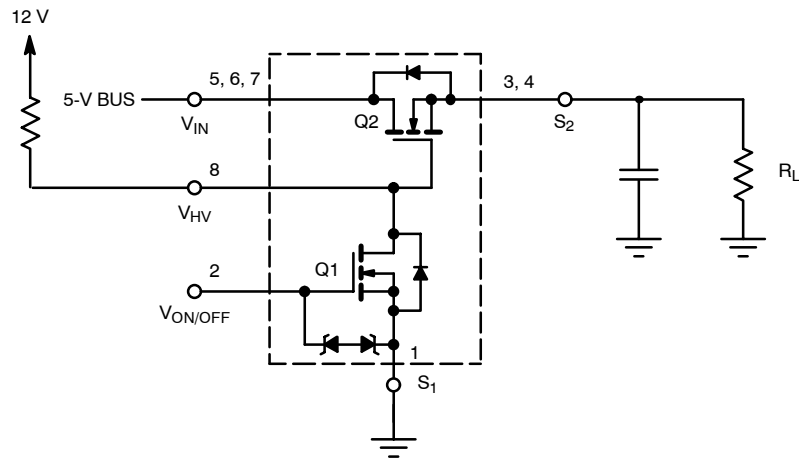 12 V
5, 6, 7
3, 4
5-V BUS
Q2
VIN
S2
RL
8
VHV
Q1
2
VON/OFF
1
S1